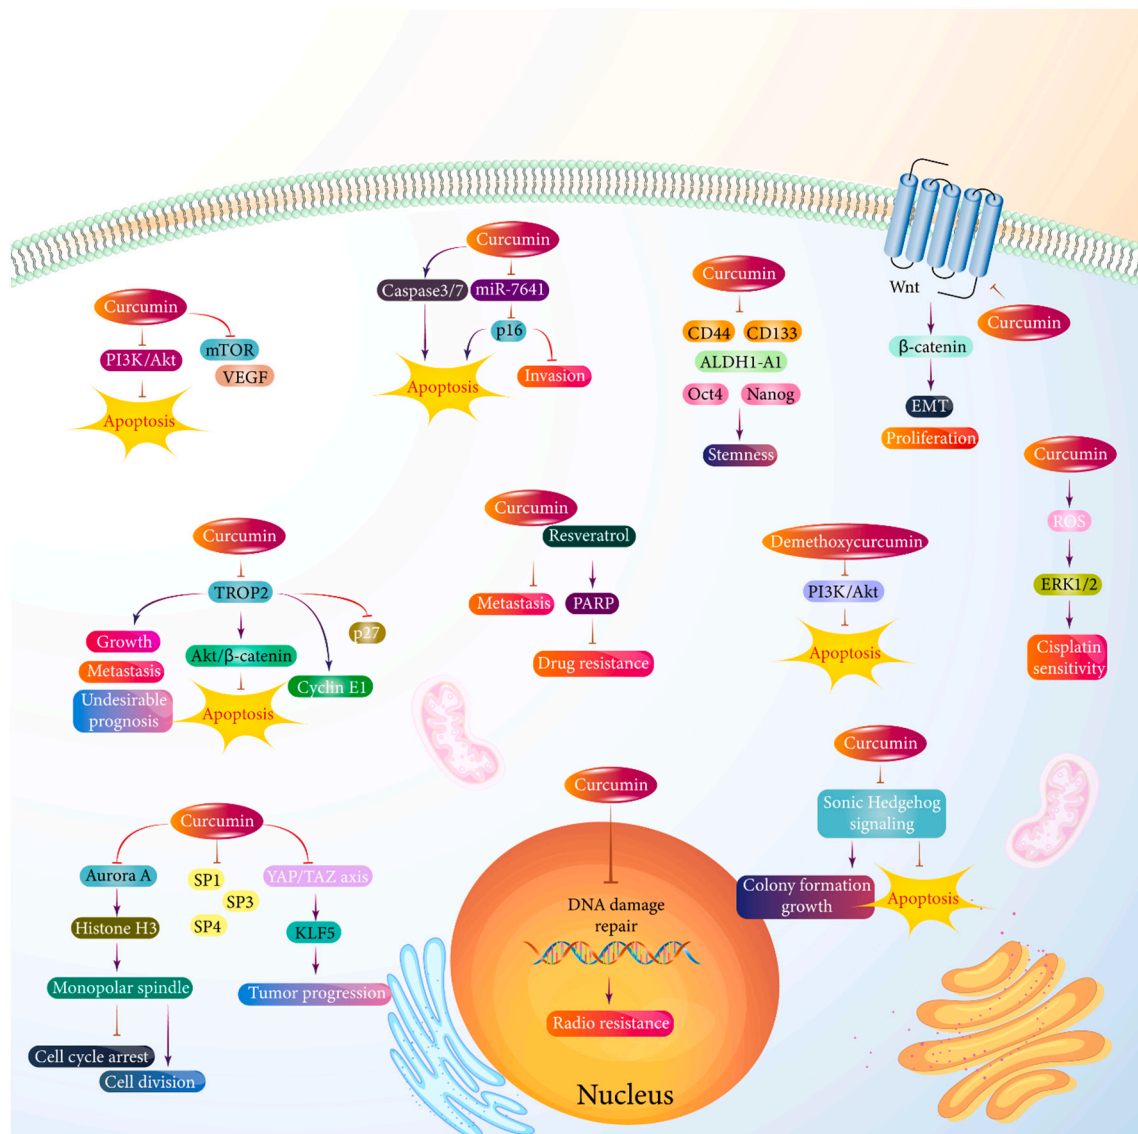 Curcumin
PI3K/Akt
mTOR
VEGF
Apoptosis
Curcumin
Caspase3/7
miR-7641
p16
Apoptosis
Invasion
Curcumin
CD44
CD133
ALDH1-A1
Oct4
Nanog
Stemness
Wnt
Curcumin
β-catenin
EMT
Proliferation
Curcumin
ROS
ERK1/2
Cisplatin
sensitivity
Curcumin
TROP2
Growth
Metastasis
Undesirable
prognosis
Akt/β-catenin
Apoptosis
Cyclin E1
p27
Curcumin
Resveratrol
Metastasis
PARP
Drug resistance
Demethoxycurcumin
PI3K/Akt
Apoptosis
Curcumin
Sonic Hedgehog
signaling
Colony formation
growth
Apoptosis
Curcumin
Aurora A
Histone H3
Monopolar spindle
Cell cycle arrest
Cell division
SP1
SP3
SP4
YAP/TAZ axis
KLF5
Tumor progression
Curcumin
DNA damage
repair
Radio resistance
Nucleus